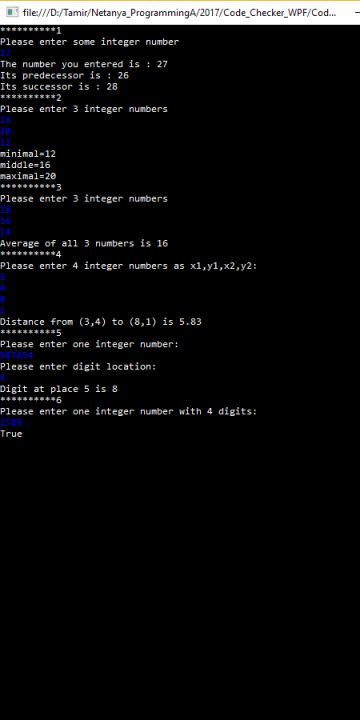 file:///D:/Tamir/Netanya_ProgrammingA/2017/Code_Checker_WPF/Cod...
**********1
Please enter some integer number
27
The number you entered is : 27
Its predecessor is : 26
Its successor is : 28
**********2
Please enter 3 integer numbers
16
20
12
minimal=12
middle=16
maximal=20
**********3
Please enter 3 integer numbers
18
16
14
Average of all 3 numbers is 16
**********4
Please enter 4 integer numbers as x1,y1,x2,y2:
3
4
8
1
Distance from (3,4) to (8,1) is 5.83
**********5
Please enter one integer number:
987654
Please enter digit location:
5
Digit at place 5 is 8
**********6
Please enter one integer number with 4 digits:
True